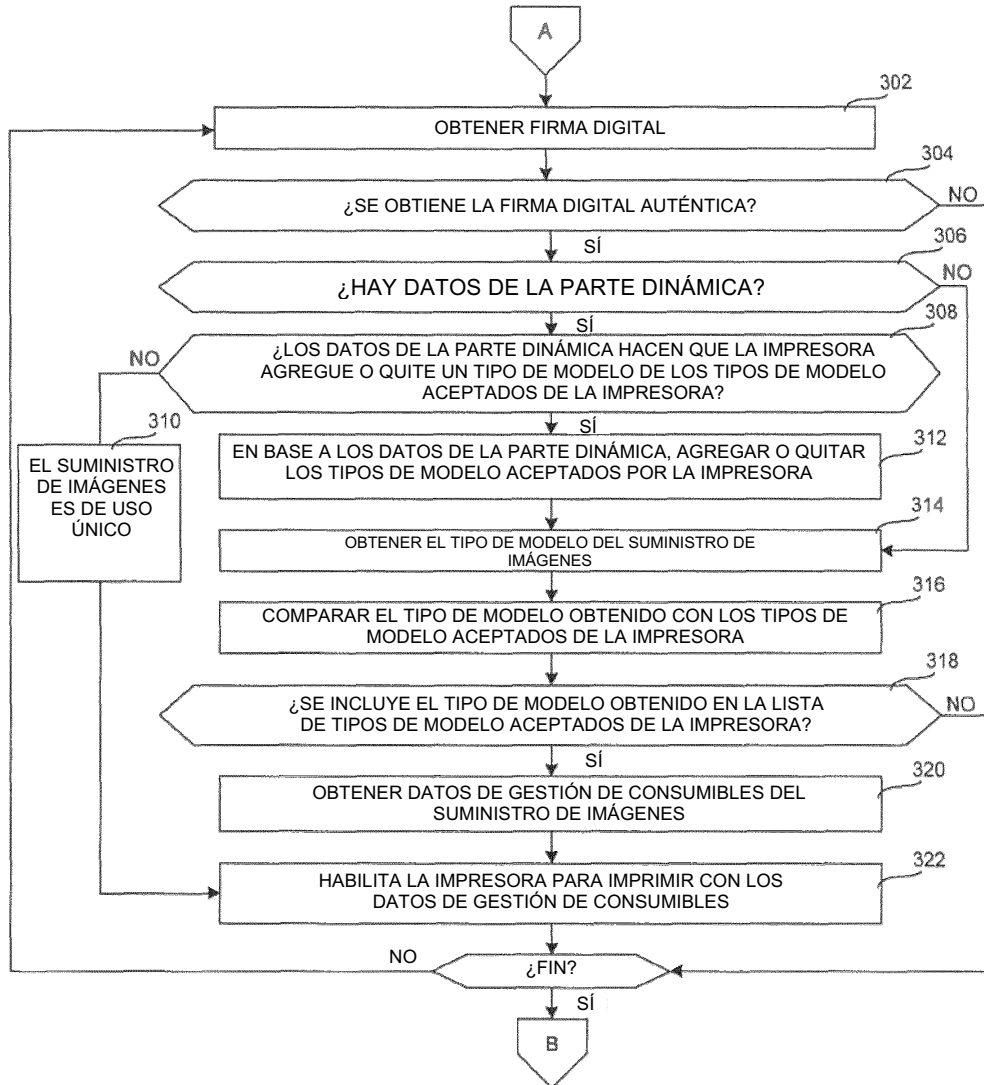 A
302
OBTENER FIRMA DIGITAL
304
¿SE OBTIENE LA FIRMA DIGITAL AUTÉNTICA?
NO
SÍ
306
¿HAY DATOS DE LA PARTE DINÁMICA?
NO
SÍ
308
NO
¿LOS DATOS DE LA PARTE DINÁMICA HACEN QUE LA IMPRESORA
AGREGUE O QUITE UN TIPO DE MODELO DE LOS TIPOS DE MODELO
ACEPTADOS DE LA IMPRESORA?
SÍ
310
EL SUMINISTRO
DE IMÁGENES
ES DE USO
ÚNICO
312
EN BASE A LOS DATOS DE LA PARTE DINÁMICA, AGREGAR O QUITAR
LOS TIPOS DE MODELO ACEPTADOS POR LA IMPRESORA
314
OBTENER EL TIPO DE MODELO DEL SUMINISTRO DE
IMÁGENES
316
COMPARAR EL TIPO DE MODELO OBTENIDO CON LOS TIPOS DE
MODELO ACEPTADOS DE LA IMPRESORA
318
¿SE INCLUYE EL TIPO DE MODELO OBTENIDO EN LA LISTA
DE TIPOS DE MODELO ACEPTADOS DE LA IMPRESORA?
NO
SÍ
320
OBTENER DATOS DE GESTIÓN DE CONSUMIBLES DEL
SUMINISTRO DE IMÁGENES
322
HABILITA LA IMPRESORA PARA IMPRIMIR CON LOS
DATOS DE GESTIÓN DE CONSUMIBLES
NO
¿FIN?
SÍ
B